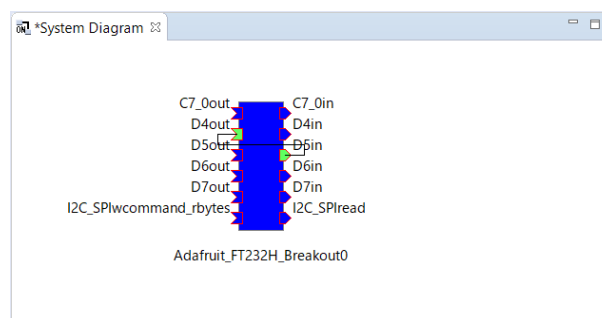 *System Diagram
C7_0out C7_0in
D4out D4in
D5out D5in
D6out D6in
D7out D7in
I2C_SPIwcommand_rbytes I2C_SPIread
Adafruit_FT232H_Breakout0